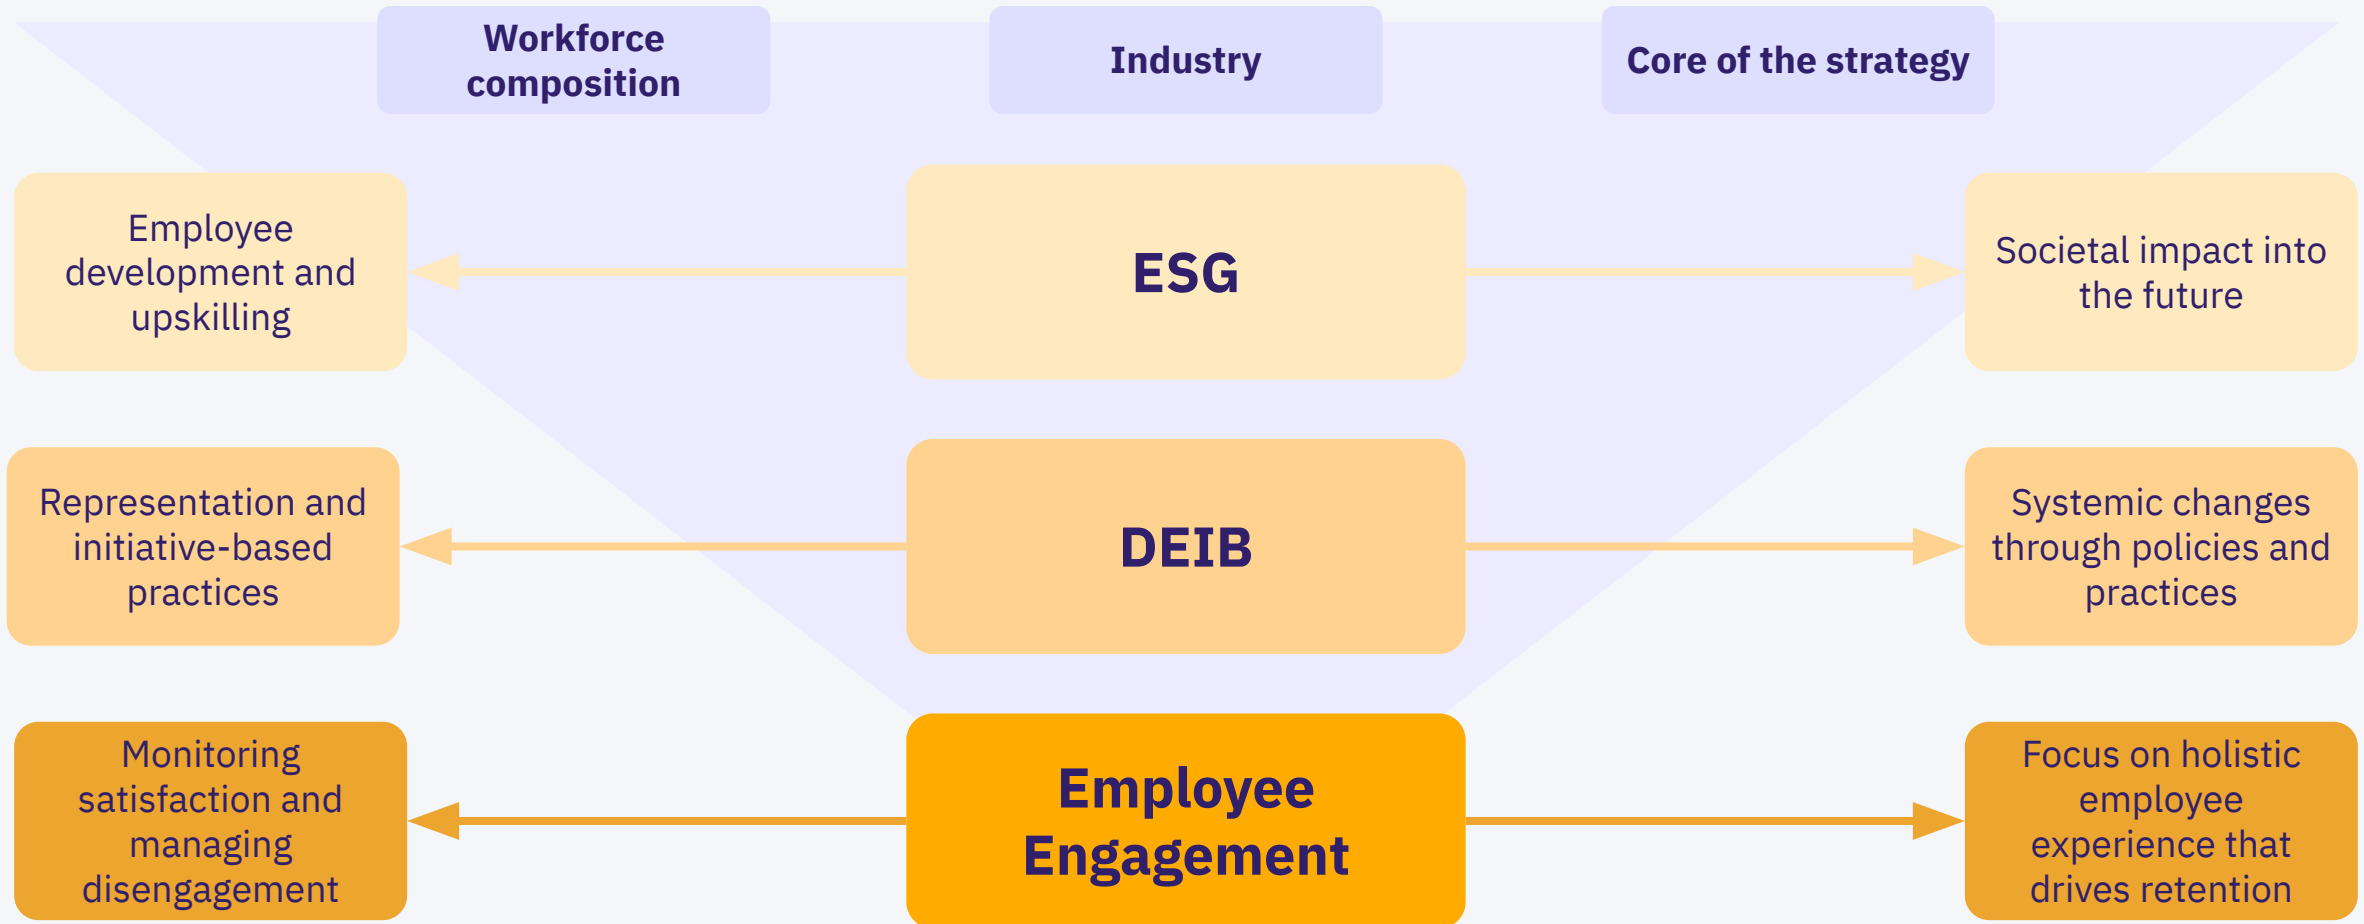 Workforce
composition
Industry
Core of the strategy
Employee
development and
upskilling
ESG
Societal impact into
the future
Representation and
initiative-based
practices
DEIB
Systemic changes
through policies and
practices
Monitoring
satisfaction and
managing
disengagement
Employee
Engagement
Focus on holistic
employee
experience that
drives retention